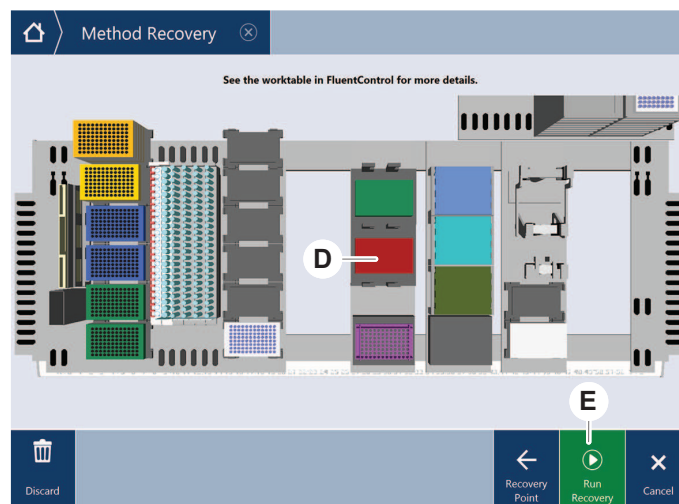 Method Recovery
See the worktable in FluentControl for more details.
D
E
Discard
Recovery
Point
Run
Recovery
Cancel